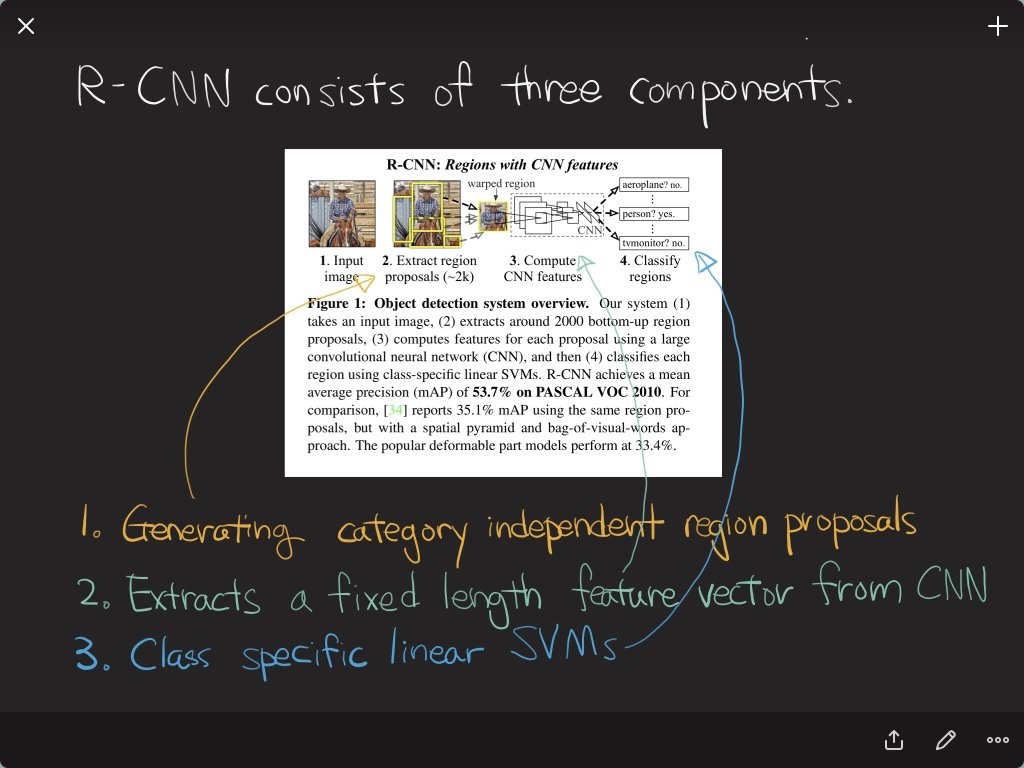 R-CNN consists of three components.
R-CNN: Regions with CNN features
warped region
aeroplane? no.
person? yes.
CNN
tvmonitor? no.
1. Input image
2. Extract region proposals (~2k)
3. Compute CNN features
4. Classify regions
Figure 1: Object detection system overview. Our system (1)
takes an input image, (2) extracts around 2000 bottom-up region
proposals, (3) computes features for each proposal using a large
convolutional neural network (CNN), and then (4) classifies each
region using class-specific linear SVMs. R-CNN achieves a mean
average precision (mAP) of 53.7% on PASCAL VOC 2010. For
comparison, [34] reports 35.1% mAP using the same region pro-
posals, but with a spatial pyramid and bag-of-visual-words ap-
proach. The popular deformable part models perform at 33.4%.
1. Generating category independent region proposals
2. Extracts a fixed length feature vector from CNN
3. Class specific linear SVMs